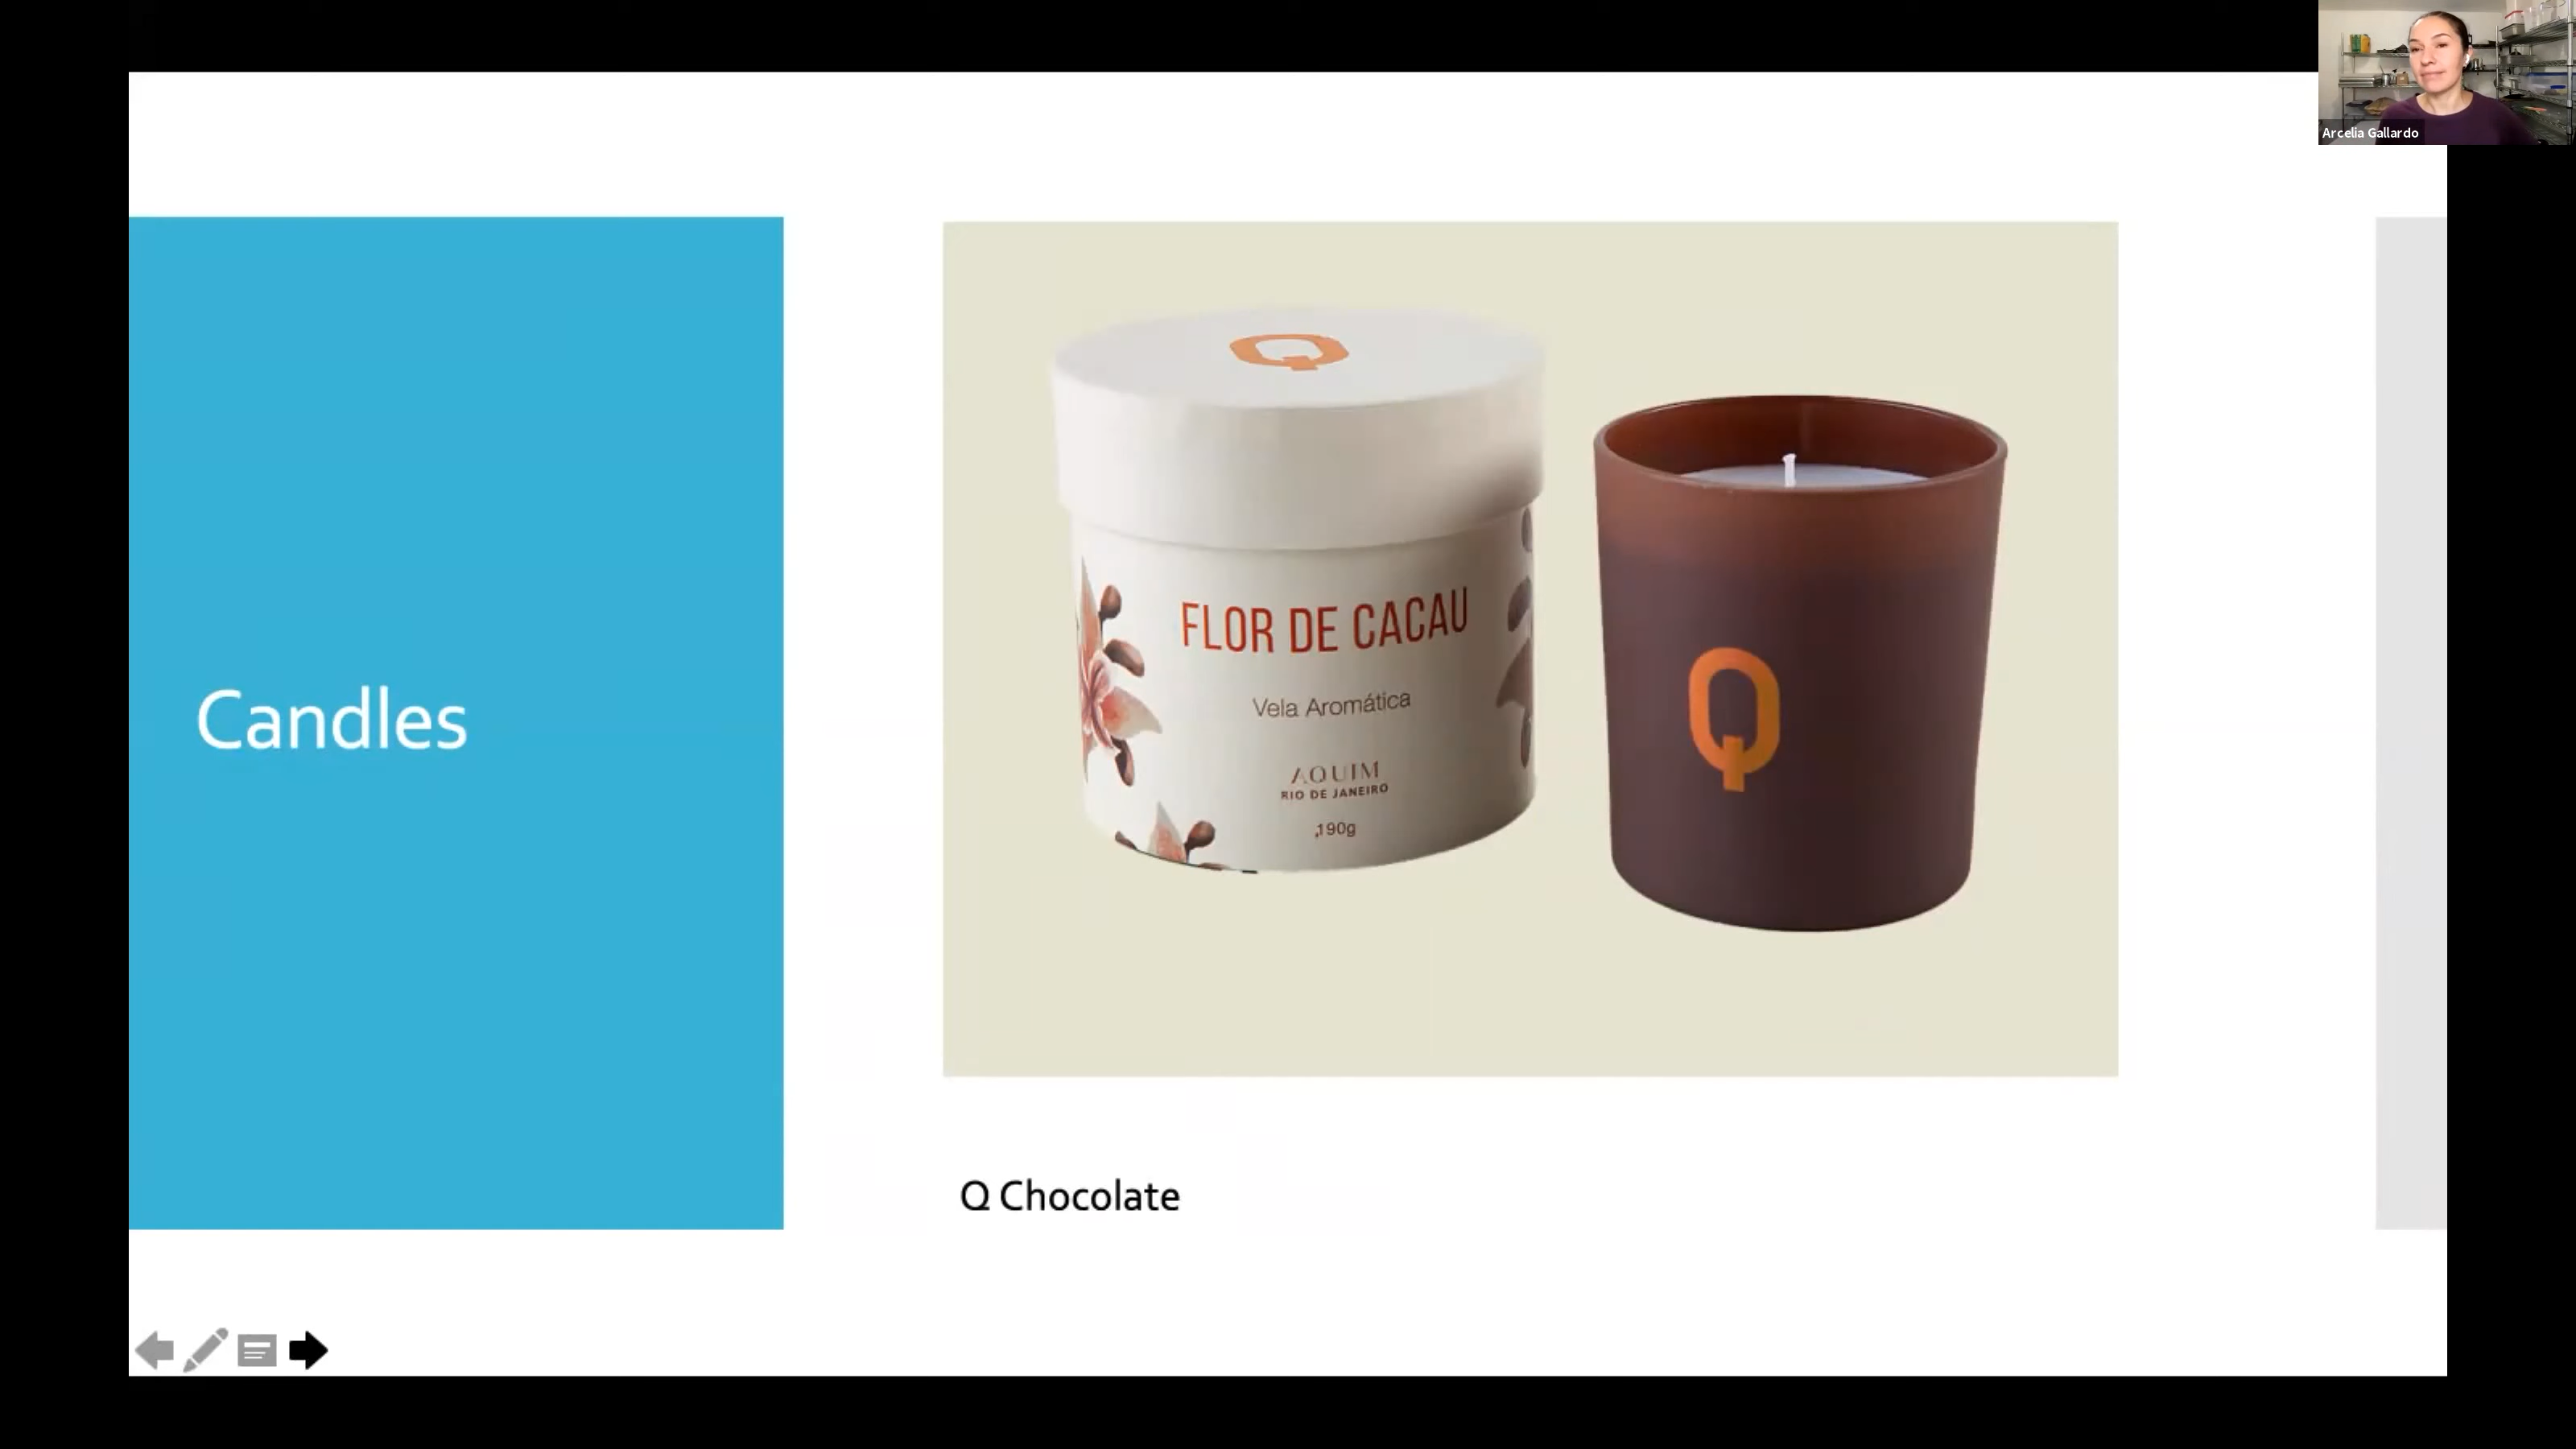 Arcelia Gallardo
Candles
Q
FLOR DE CACAU
Vela Aromática
AQUIM
RIO DE JANEIRO
190g
Q
Q Chocolate